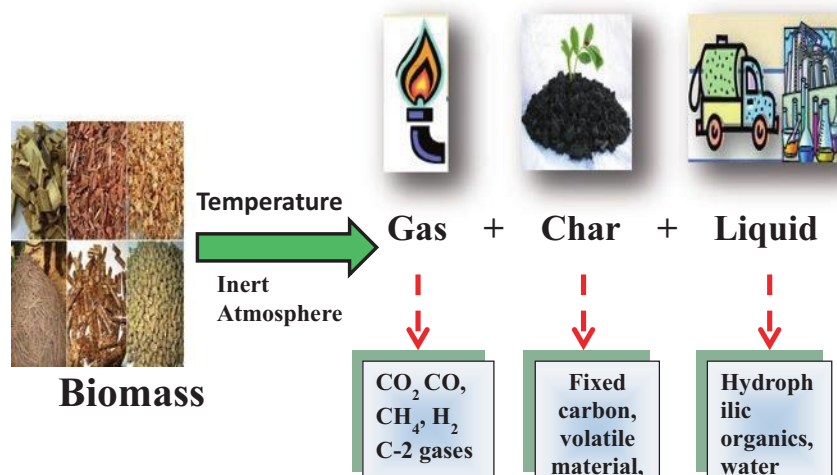 Temperature
Inert
Atmosphere
Biomass
Gas + Char + Liquid
CO₂ CO,
CH₄, H₂
C-2 gases
Fixed
carbon,
volatile
material,
Hydroph
ilic
organics,
water